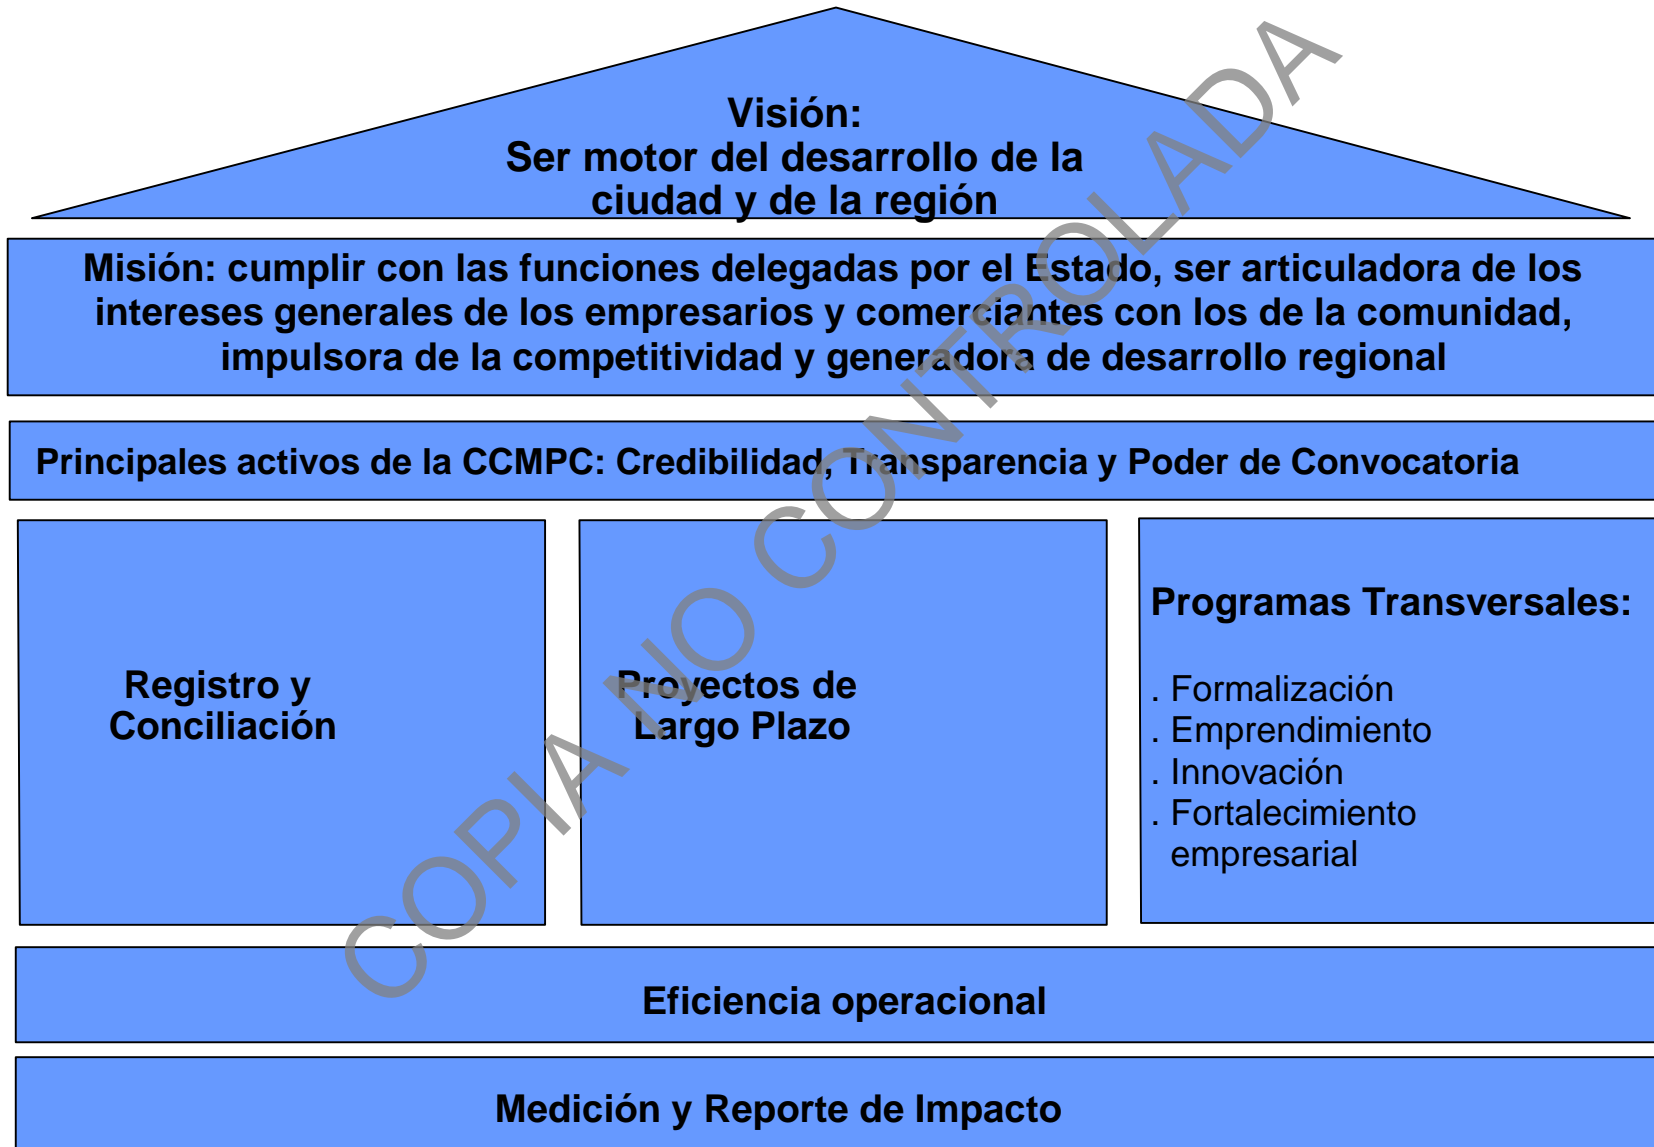 Visión:
Ser motor del desarrollo de la
ciudad y de la región
Misión: cumplir con las funciones delegadas por el Estado, ser articuladora de los
intereses generales de los empresarios y comerciantes con los de la comunidad,
impulsora de la competitividad y generadora de desarrollo regional
Principales activos de la CCMPC: Credibilidad, Transparencia y Poder de Convocatoria
Registro y
Conciliación
Proyectos de
Largo Plazo
Programas Transversales:
. Formalización
. Emprendimiento
. Innovación
. Fortalecimiento
empresarial
Eficiencia operacional
Medición y Reporte de Impacto
COPIA NO CONTROLADA